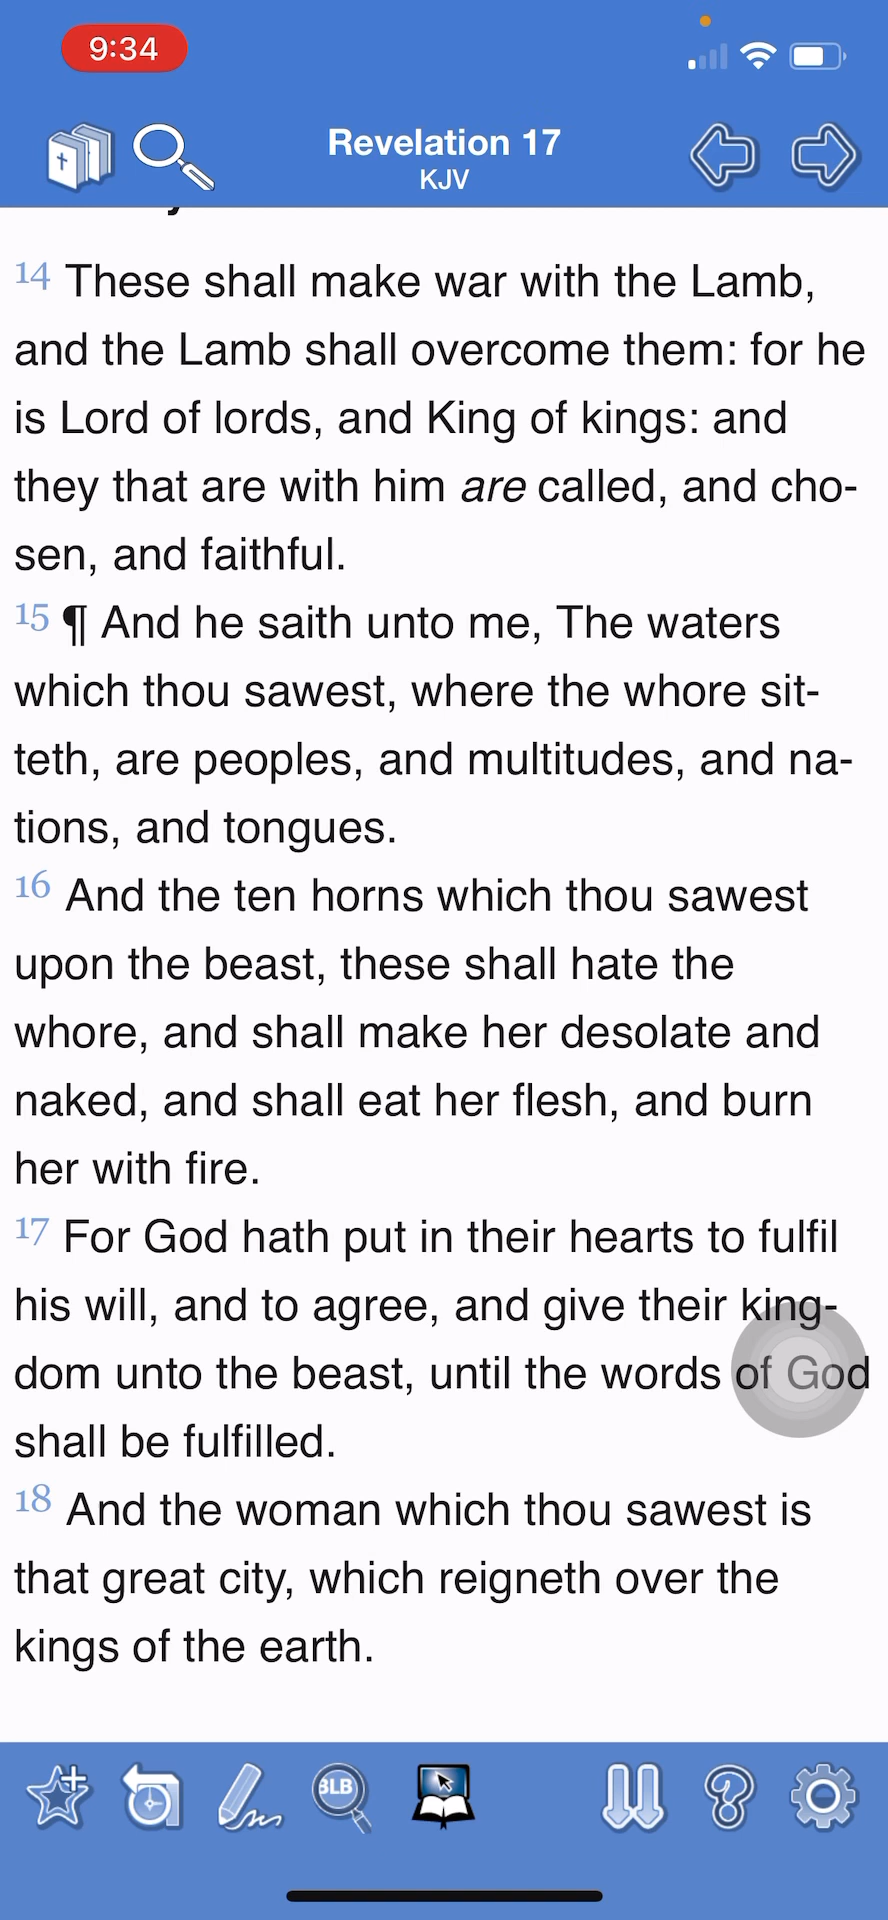 9:34
Revelation 17
KJV
14 These shall make war with the Lamb,
and the Lamb shall overcome them: for he
is Lord of lords, and King of kings: and
they that are with him are called, and cho-
sen, and faithful.
15 ¶ And he saith unto me, The waters
which thou sawest, where the whore sit-
teth, are peoples, and multitudes, and na-
tions, and tongues.
16 And the ten horns which thou sawest
upon the beast, these shall hate the
whore, and shall make her desolate and
naked, and shall eat her flesh, and burn
her with fire.
17 For God hath put in their hearts to fulfil
his will, and to agree, and give their king-
dom unto the beast, until the words of God
shall be fulfilled.
18 And the woman which thou sawest is
that great city, which reigneth over the
kings of the earth.
BLB